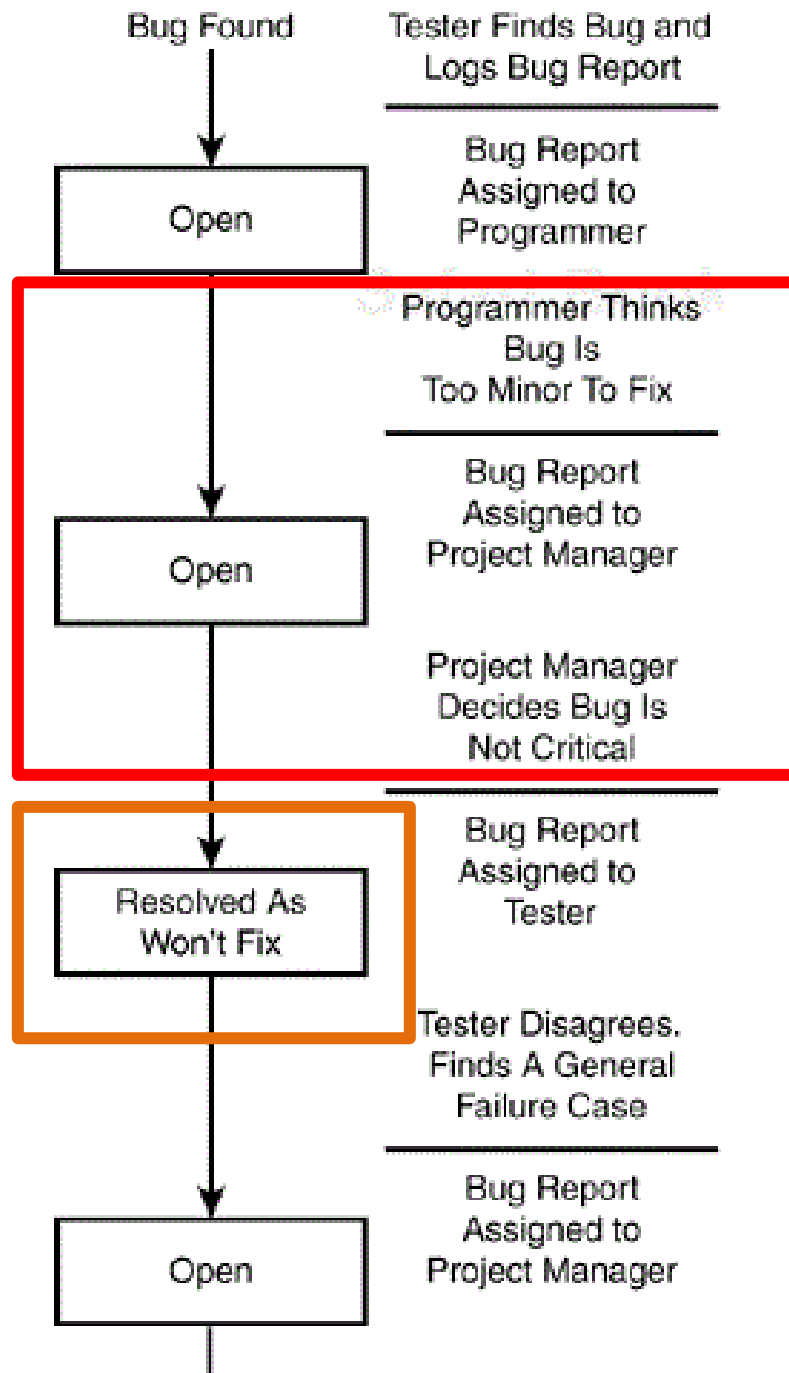 Bug Found
Tester Finds Bug and
Logs Bug Report
Bug Report
Assigned to
Programmer
Open
Programmer Thinks
Bug Is
Too Minor To Fix
Bug Report
Assigned to
Project Manager
Open
Project Manager
Decides Bug Is
Not Critical
Bug Report
Assigned to
Tester
Resolved As
Won't Fix
Tester Disagrees.
Finds A General
Failure Case
Bug Report
Assigned to
Project Manager
Open